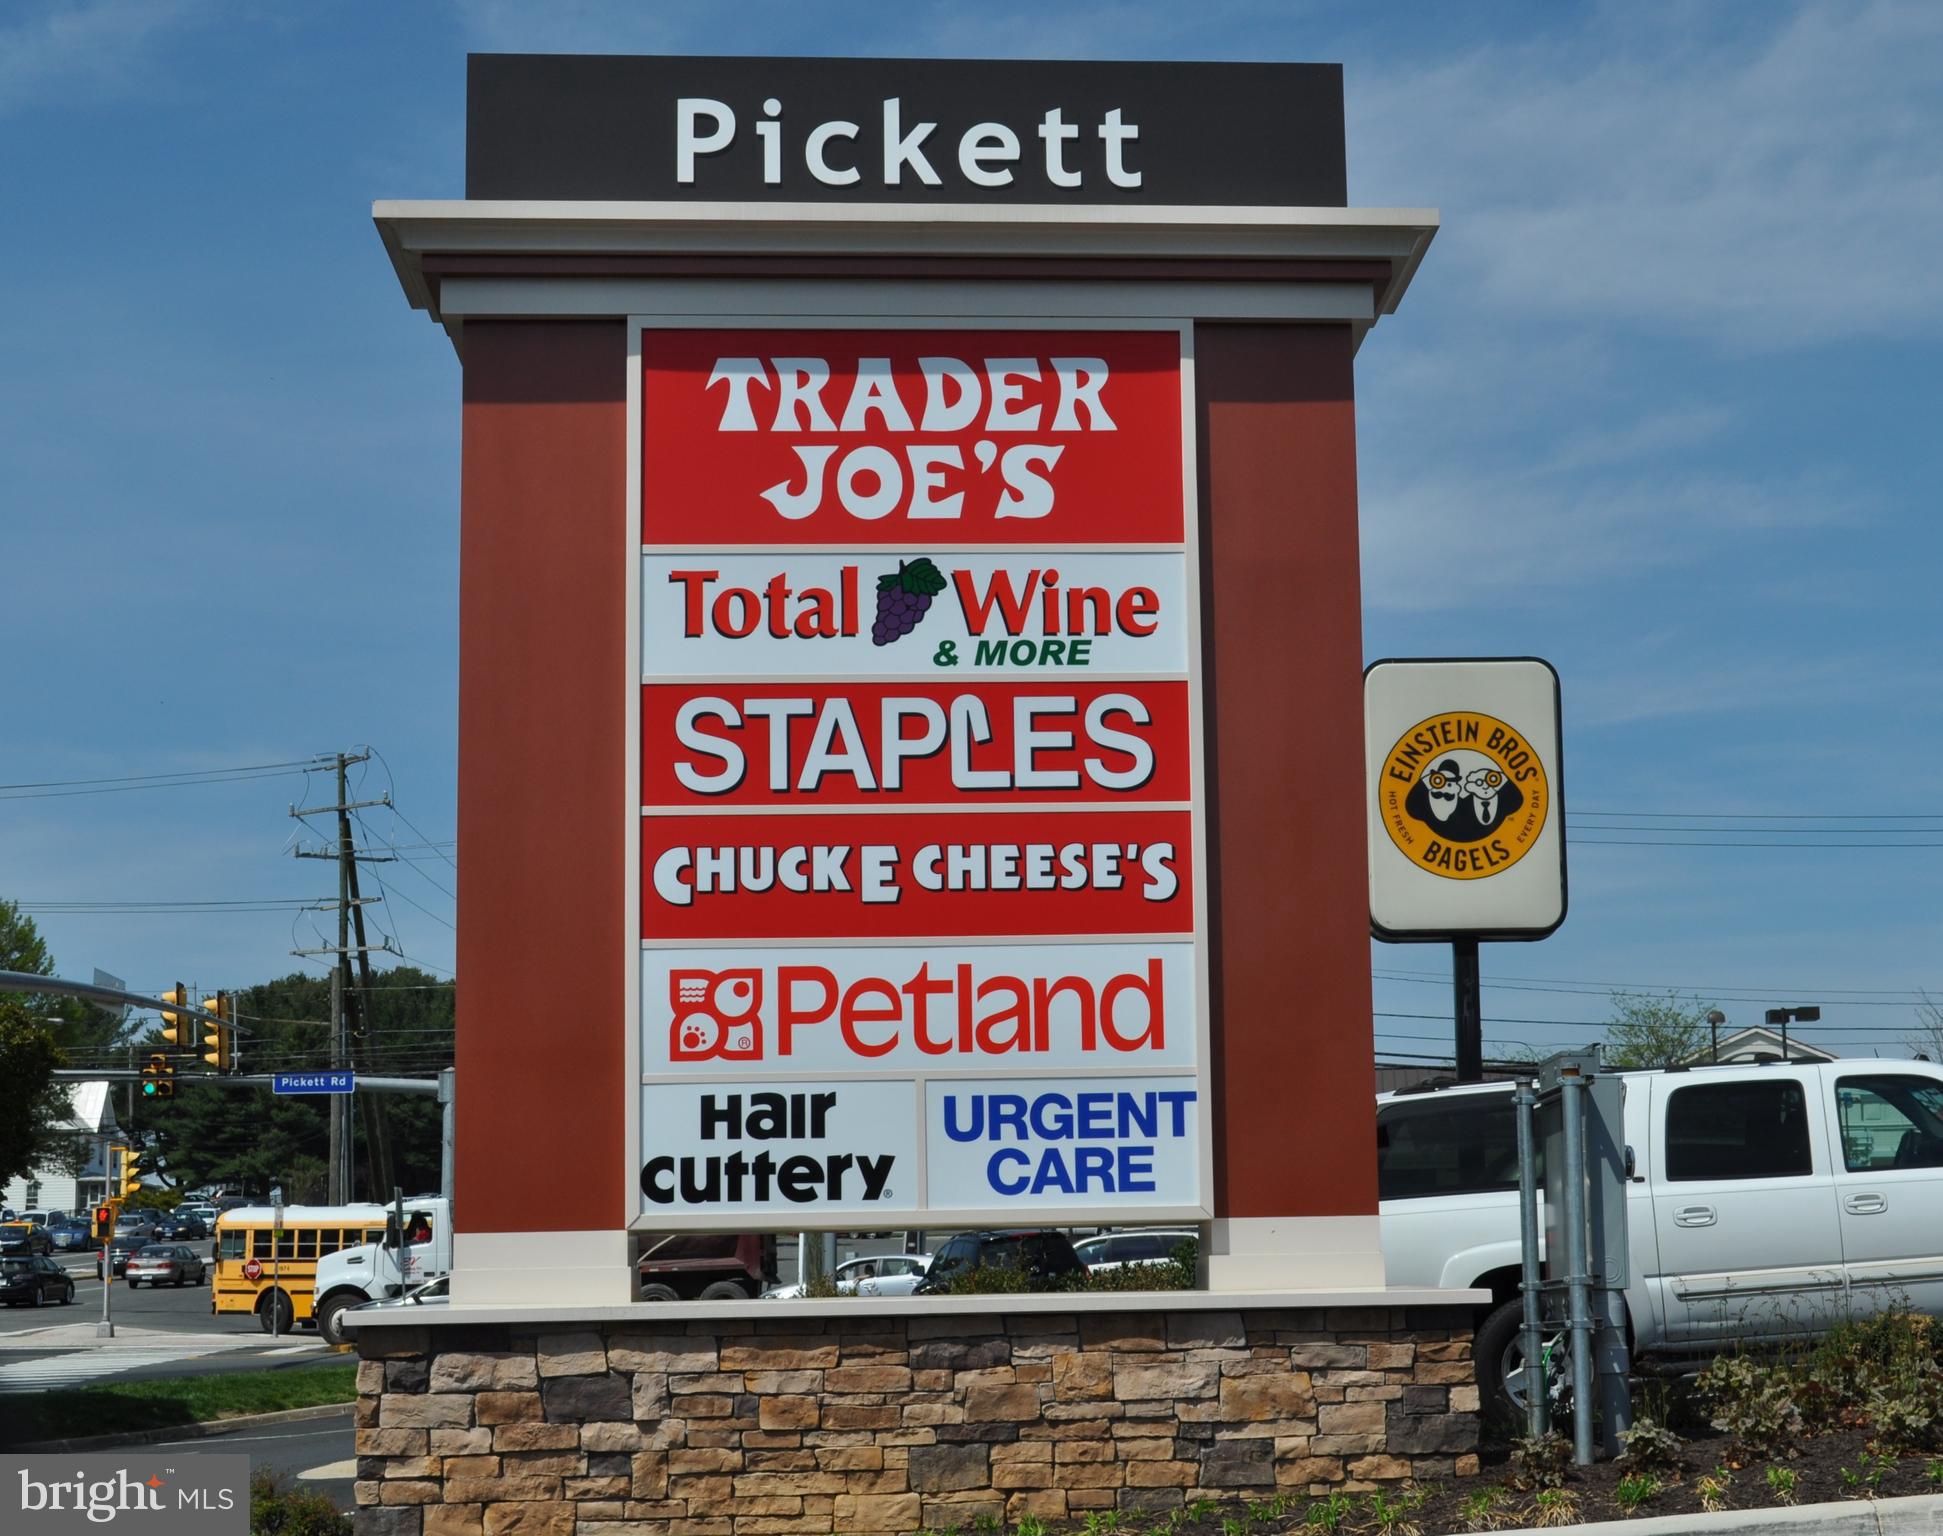 Pickett
TRADER
JOE'S
Total Wine
& MORE
STAPLES
CHUCK E CHEESE'S
Petland
Hair
cuttery
URGENT
CARE
EINSTEIN BROS
HOT FRESH
EVERY DAY
BAGELS
Pickett Rd
STOP
bright MLS